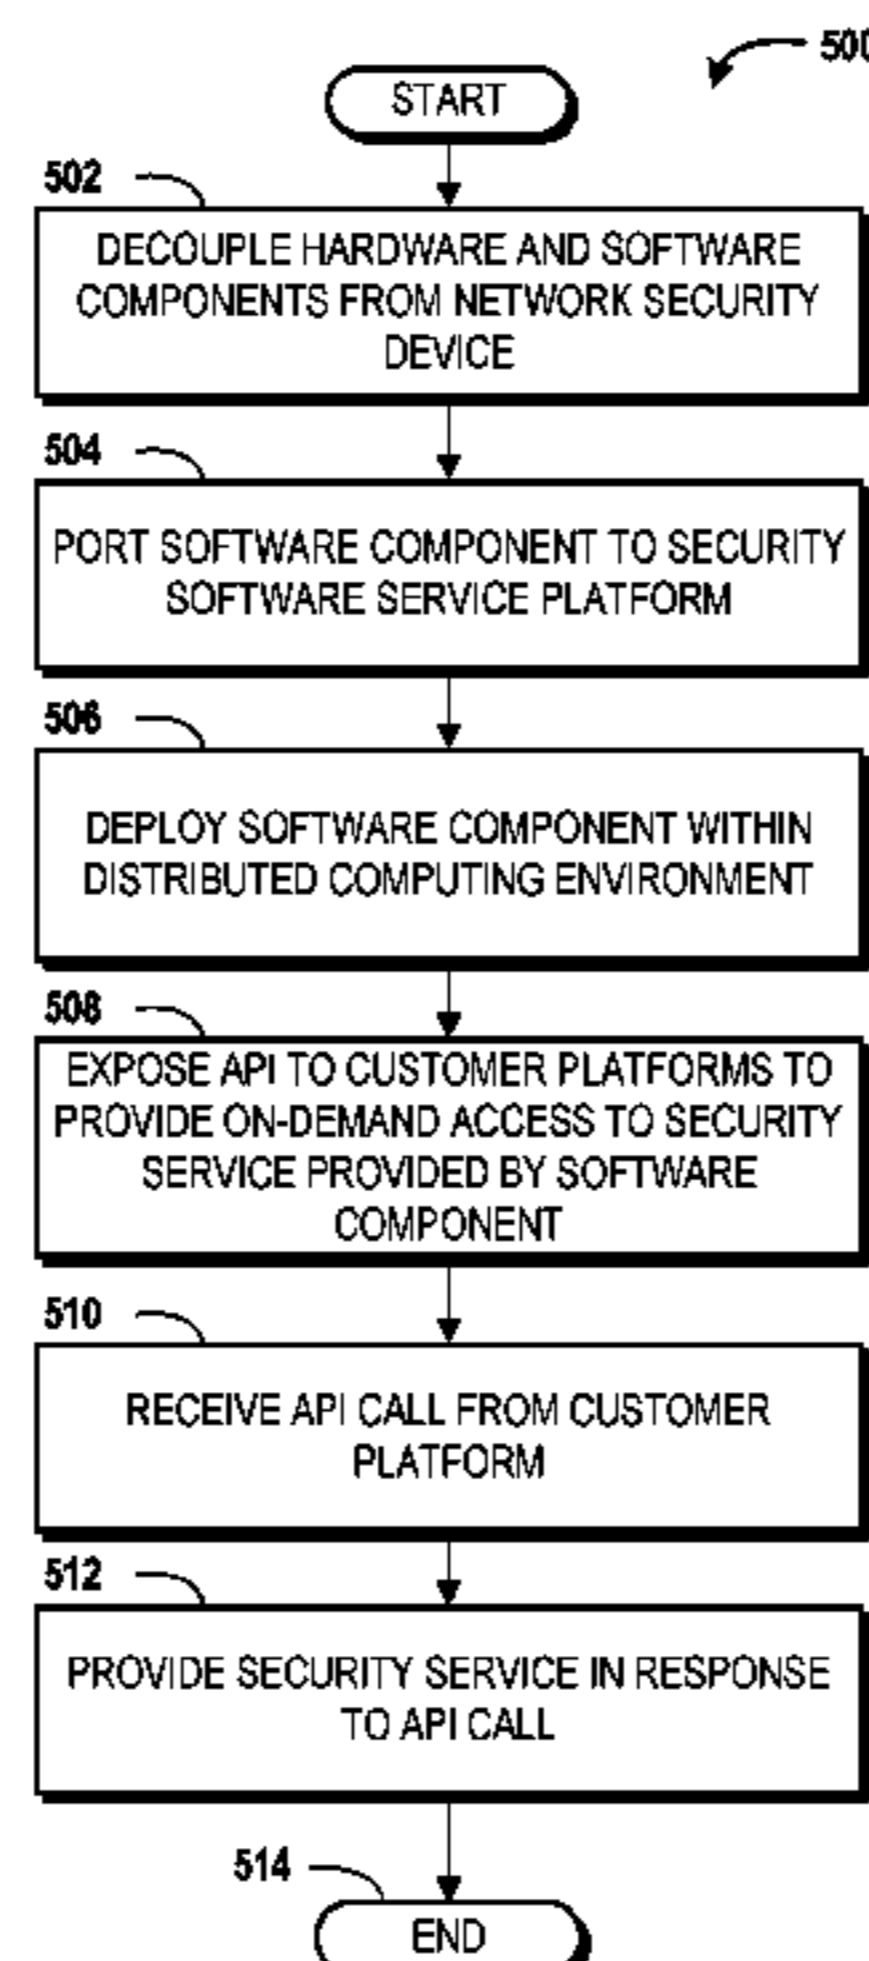 500
START
502
DECOUPLE HARDWARE AND SOFTWARE
COMPONENTS FROM NETWORK SECURITY
DEVICE
504
PORT SOFTWARE COMPONENT TO SECURITY
SOFTWARE SERVICE PLATFORM
506
DEPLOY SOFTWARE COMPONENT WITHIN
DISTRIBUTED COMPUTING ENVIRONMENT
508
EXPOSE API TO CUSTOMER PLATFORMS TO
PROVIDE ON-DEMAND ACCESS TO SECURITY
SERVICE PROVIDED BY SOFTWARE
COMPONENT
510
RECEIVE API CALL FROM CUSTOMER
PLATFORM
512
PROVIDE SECURITY SERVICE IN RESPONSE
TO API CALL
514
END